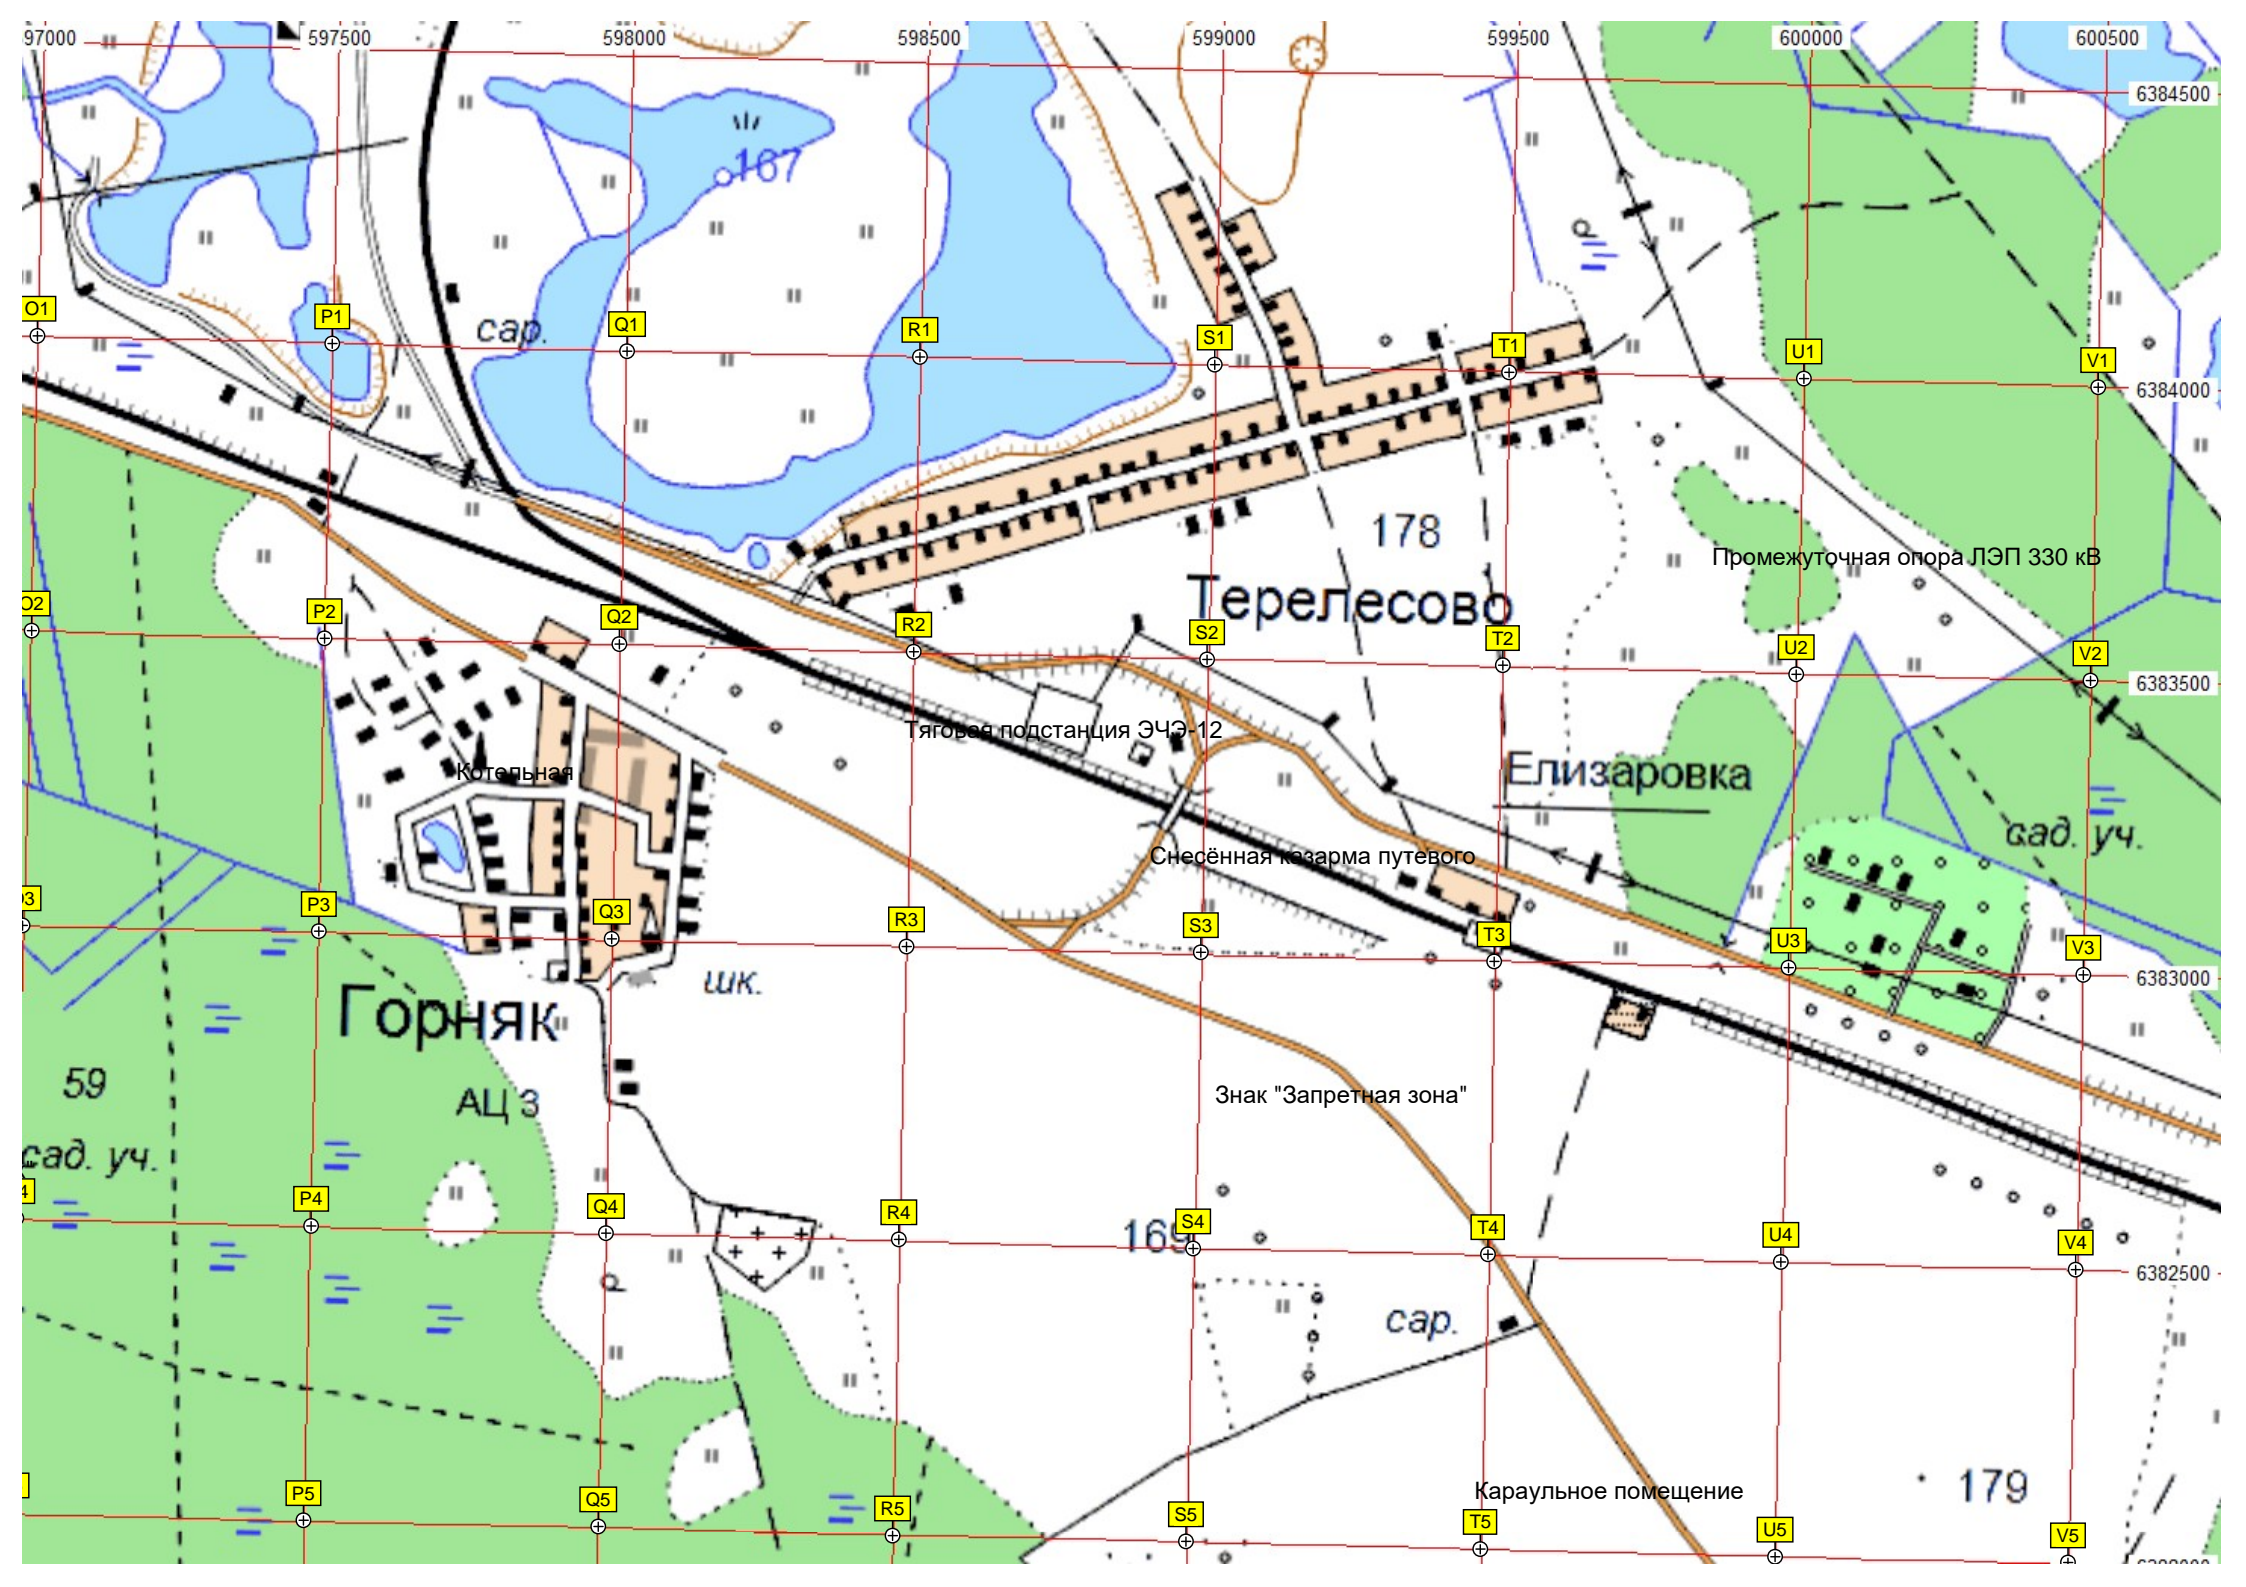 597000 597500 598000 598500 599000 599500 600000 600500
6384500
167
O1 P1 сар. Q1 R1 S1 T1 U1 V1
6384000
178
Промежуточная опора ЛЭП 330 кВ
Терелесово
O2 P2 Q2 R2 S2 T2 U2 V2
6383500
Тяговая подстанция ЭЧЭ-12
Котельная
Елизаровка
сад. уч.
Снесённая казарма путевого
O3 P3 Q3 R3 S3 T3 U3 V3
6383000
шк.
Горняк
59
АЦ 3
Знак "Запретная зона"
сад. уч.
4 P4 Q4 R4 S4 T4 U4 V4
169
6382500
р
сар.
179
Караульное помещение
P5 Q5 R5 S5 T5 U5 V5